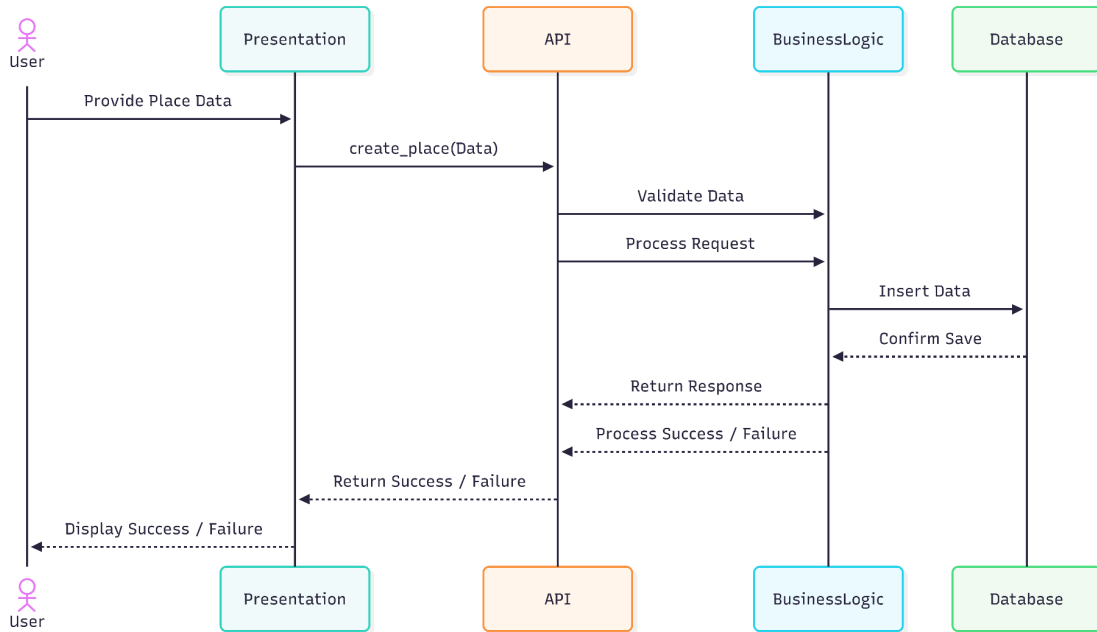 User
Presentation
API
BusinessLogic
Database
Provide Place Data
create_place(Data)
Validate Data
Process Request
Insert Data
Confirm Save
Return Response
Process Success / Failure
Return Success / Failure
Display Success / Failure
User
Presentation
API
BusinessLogic
Database